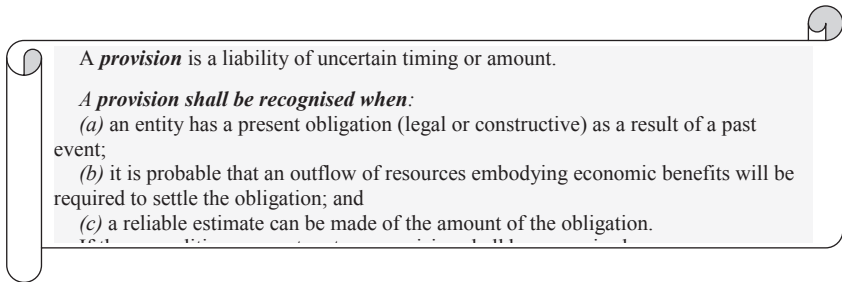 A provision is a liability of uncertain timing or amount.
A provision shall be recognised when:
(a) an entity has a present obligation (legal or constructive) as a result of a past
event;
(b) it is probable that an outflow of resources embodying economic benefits will be
required to settle the obligation; and
(c) a reliable estimate can be made of the amount of the obligation.